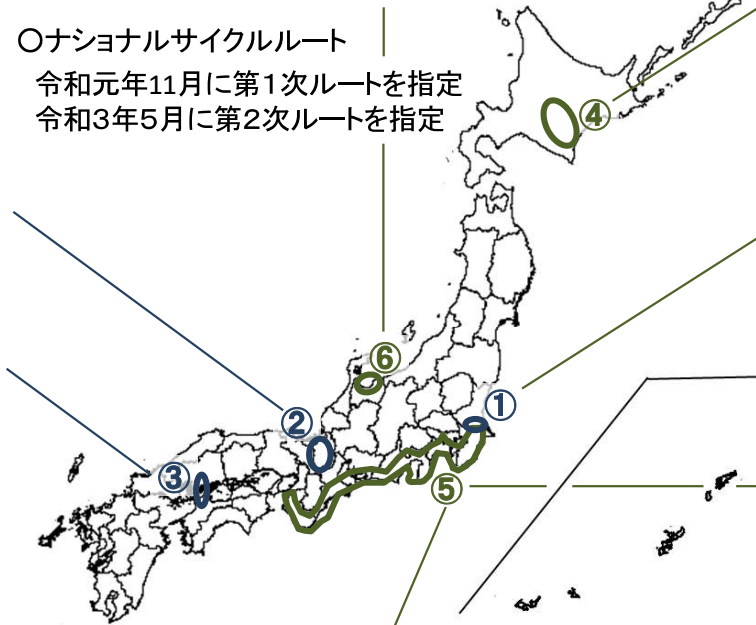 〇ナショナルサイクルルート
令和元年11月に第１次ルートを指定
令和３年５月に第２次ルートを指定
④
⑥
①
②
③
⑤